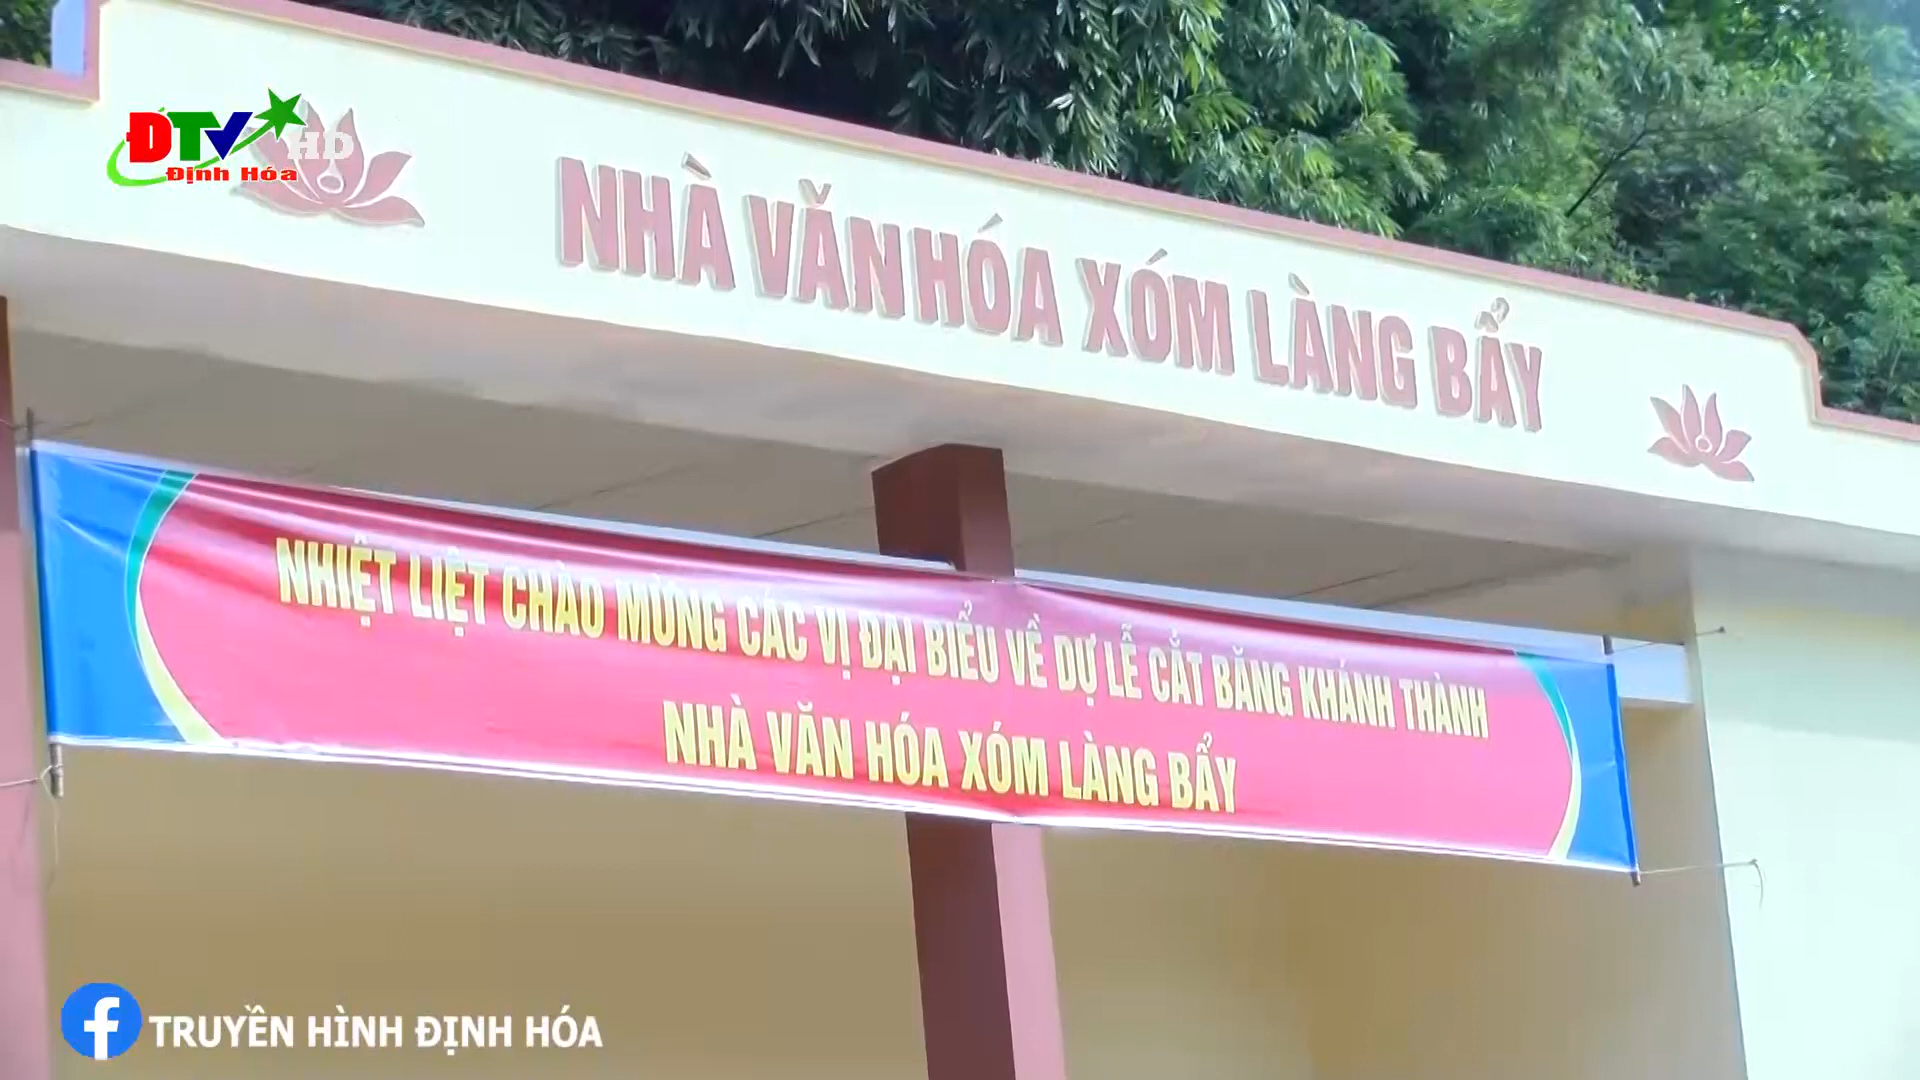 ĐTV HD
Định Hóa
NHÀ VĂN HÓA XÓM LÀNG BẨY
NHIỆT LIỆT CHÀO MỪNG CÁC VỊ ĐẠI BIỂU VỀ DỰ LỄ CẮT BĂNG KHÁNH THÀNH
NHÀ VĂN HÓA XÓM LÀNG BẨY
TRUYỀN HÌNH ĐỊNH HÓA